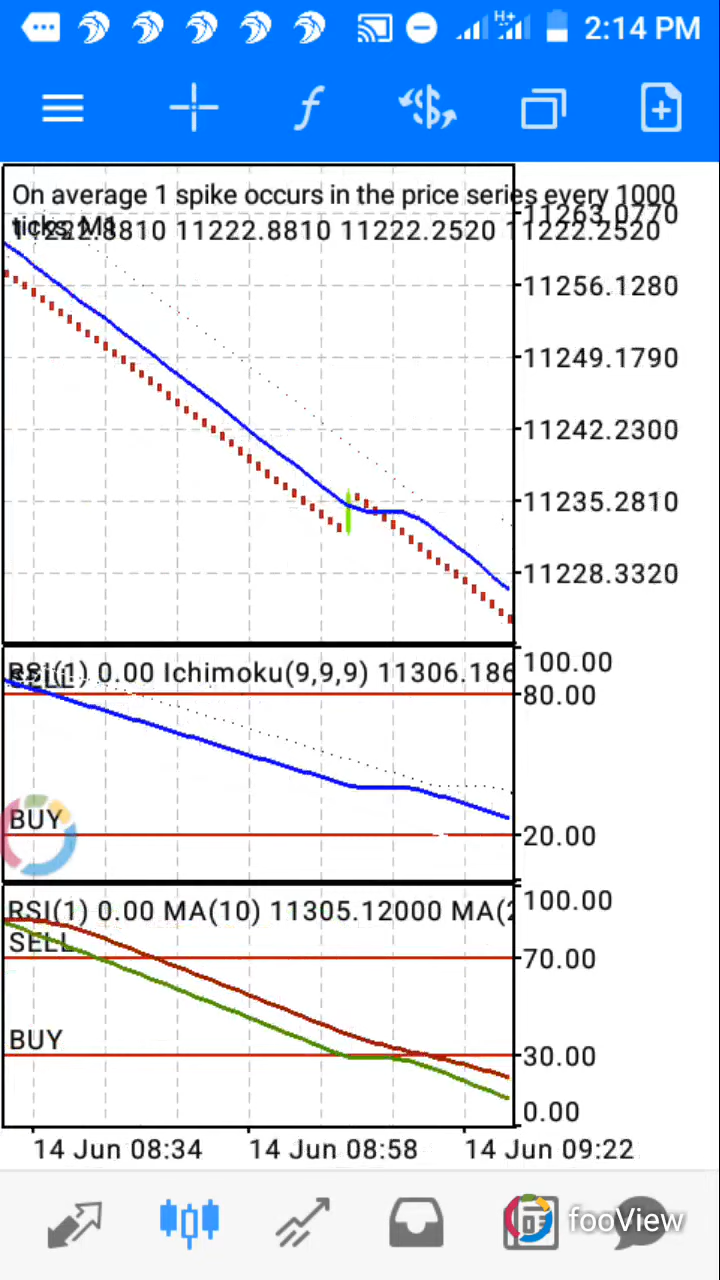 2:14 PM
H+
f
On average 1 spike occurs in the price series every 1000
ticks, M1
11222.8810 11222.8810 11222.2520 11222.2520
11263.0770
11256.1280
11249.1790
11242.2300
11235.2810
11228.3320
RSI(1) 0.00 Ichimoku(9,9,9) 11306.186
SELL
100.00
80.00
BUY
20.00
RSI(1) 0.00 MA(10) 11305.12000 MA(2
SELL
100.00
70.00
BUY
30.00
0.00
14 Jun 08:34 14 Jun 08:58 14 Jun 09:22
fooView